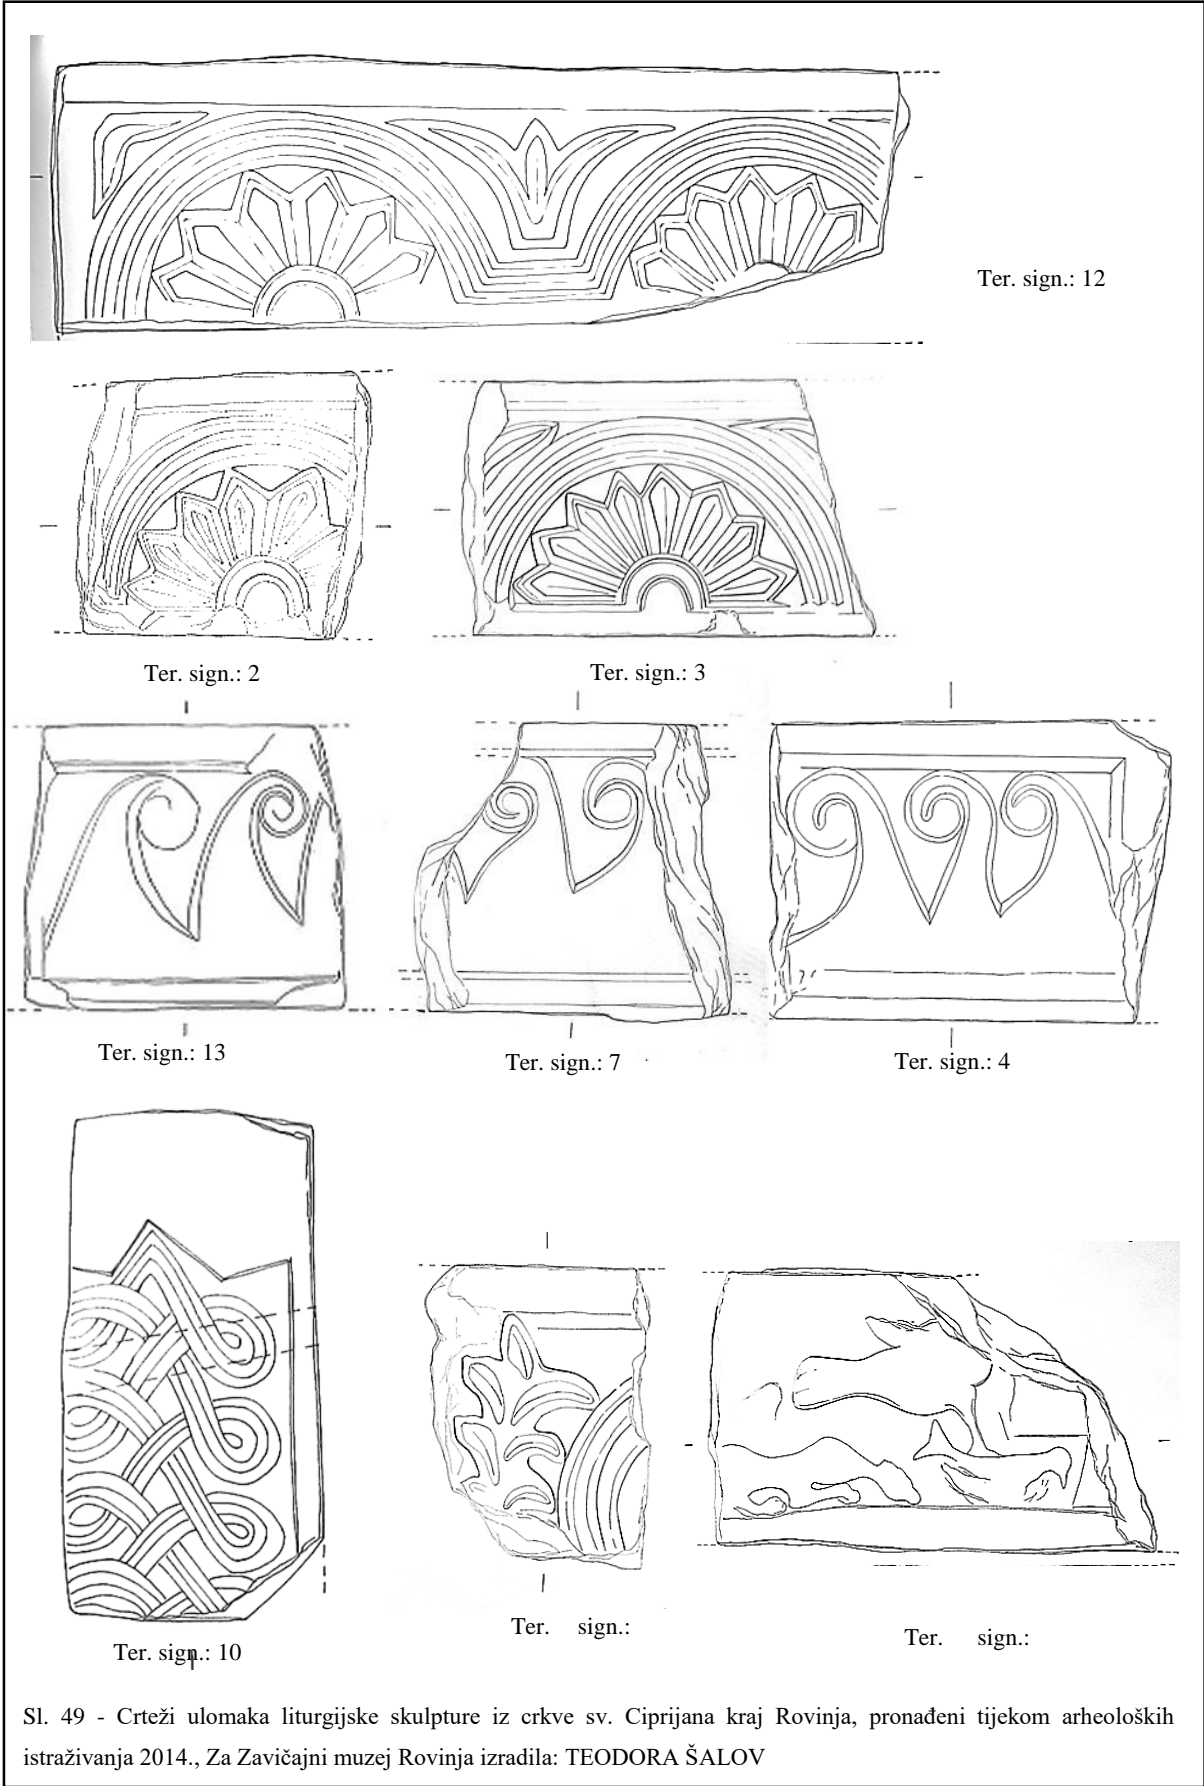 Ter. sign.: 12
Ter. sign.: 2
Ter. sign.: 3
Ter. sign.: 13
Ter. sign.: 7
Ter. sign.: 4
Ter. sign.: 10
Ter. sign.:
Ter. sign.:
Sl. 49 - Crteži ulomaka liturgijske skulpture iz crkve sv. Ciprijana kraj Rovinja, pronađeni tijekom arheoloških
istraživanja 2014., Za Zavičajni muzej Rovinja izradila: TEODORA ŠALOV